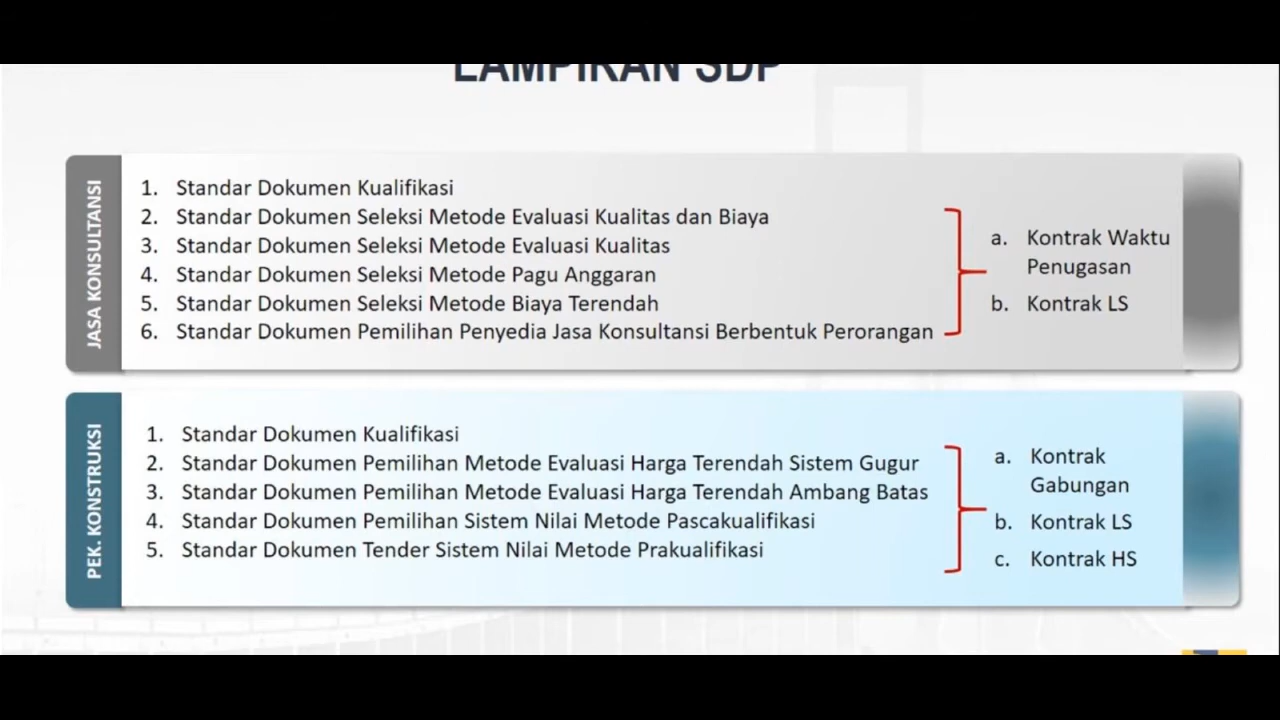 LAMPIRAN SDP
JASA KONSULTANSI
1. Standar Dokumen Kualifikasi
2. Standar Dokumen Seleksi Metode Evaluasi Kualitas dan Biaya
3. Standar Dokumen Seleksi Metode Evaluasi Kualitas
4. Standar Dokumen Seleksi Metode Pagu Anggaran
5. Standar Dokumen Seleksi Metode Biaya Terendah
6. Standar Dokumen Pemilihan Penyedia Jasa Konsultansi Berbentuk Perorangan
a. Kontrak Waktu
Penugasan
b. Kontrak LS
PEK. KONSTRUKSI
1. Standar Dokumen Kualifikasi
2. Standar Dokumen Pemilihan Metode Evaluasi Harga Terendah Sistem Gugur
3. Standar Dokumen Pemilihan Metode Evaluasi Harga Terendah Ambang Batas
4. Standar Dokumen Pemilihan Sistem Nilai Metode Pascakualifikasi
5. Standar Dokumen Tender Sistem Nilai Metode Prakualifikasi
a. Kontrak
Gabungan
b. Kontrak LS
c. Kontrak HS